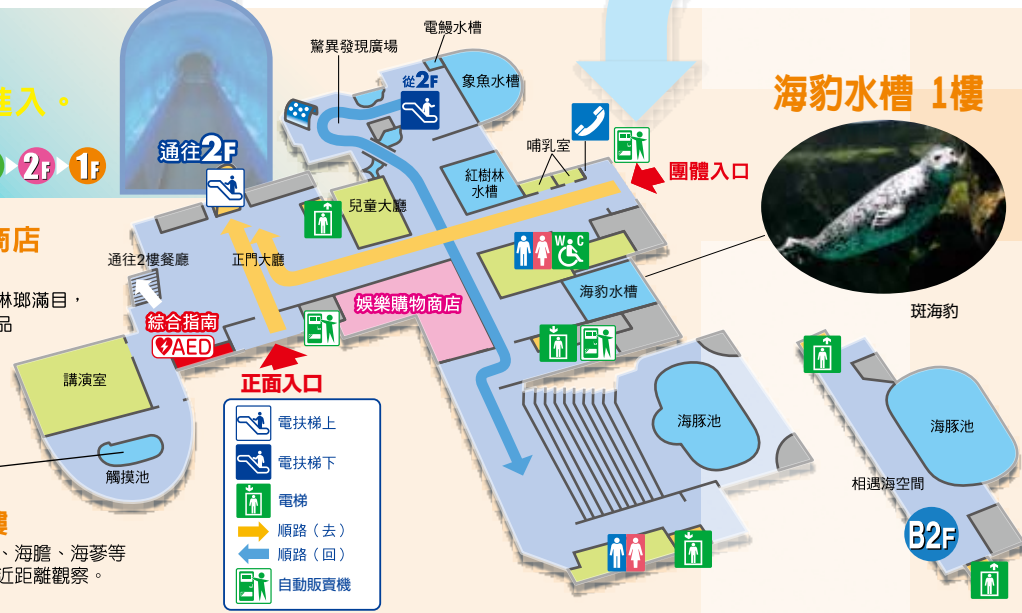 進入。
2F
1F
商店
琳瑯滿目，
品
電鰻水槽
驚異發現廣場
從2F
象魚水槽
通往2F
哺乳室
紅樹林
水槽
團體入口
兒童大廳
通往2樓餐廳
正門大廳
W C
海豹水槽
娛樂購物商店
綜合指南
AED
正面入口
講演室
觸摸池
海豚池
海豹水槽 1樓
斑海豹
海豚池
相遇海空間
B2F
電扶梯上
電扶梯下
電梯
順路（去）
順路（回）
自動販賣機
樓
、海膽、海蔘等
近距離觀察。